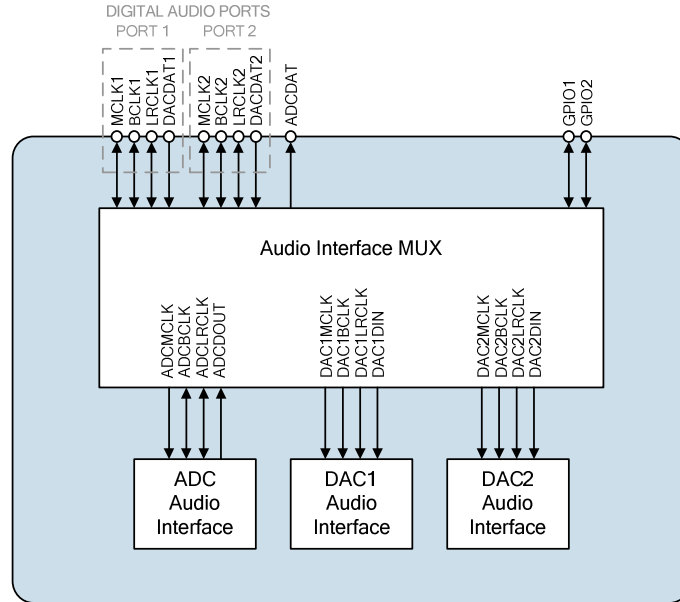 DIGITAL AUDIO PORTS
PORT 1 PORT 2
MCLK1
BCLK1
LRCLK1
DACDAT1
MCLK2
BCLK2
LRCLK2
DACDAT2
ADCDAT
GPIO1
GPIO2
Audio Interface MUX
ADCMCLK
ADCBCLK
ADCLRCLK
ADCDOUT
DAC1MCLK
DAC1BCLK
DAC1LRCLK
DAC1DIN
DAC2MCLK
DAC2BCLK
DAC2LRCLK
DAC2DIN
ADC
Audio
Interface
DAC1
Audio
Interface
DAC2
Audio
Interface